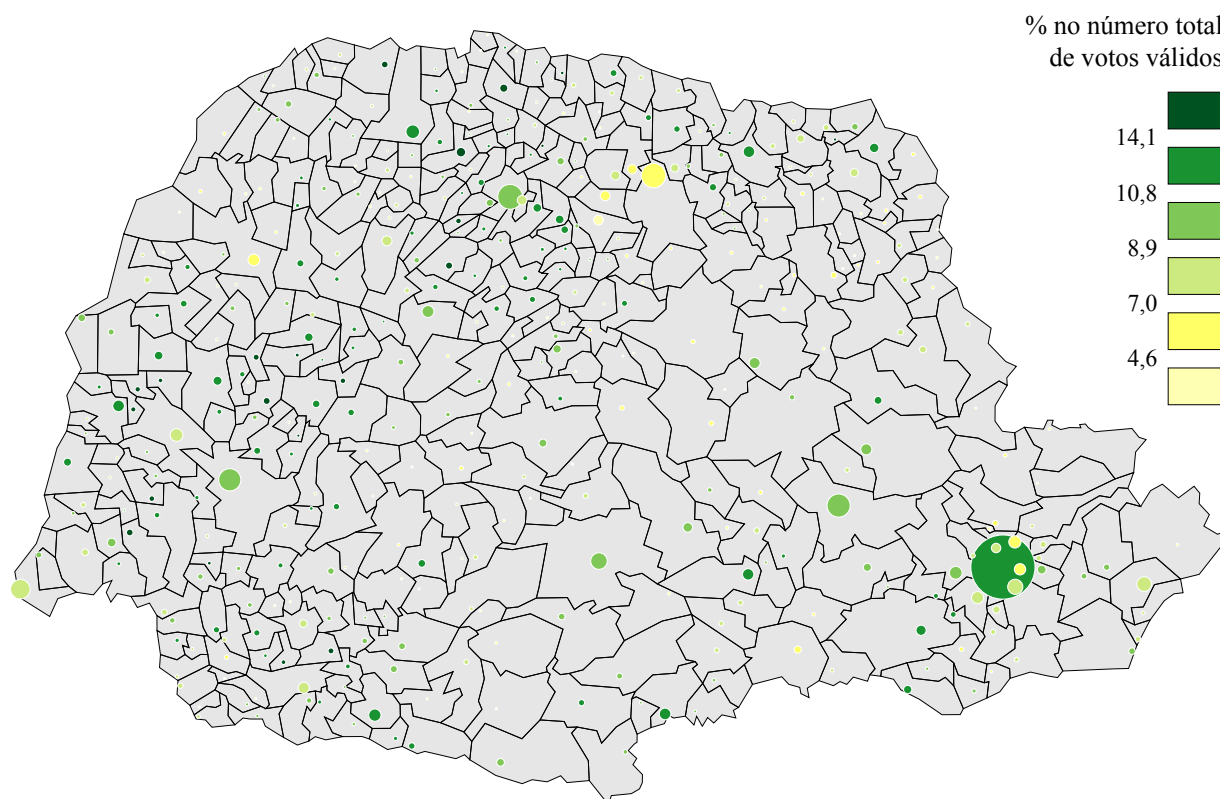 % no número total
de votos válidos
14,1
10,8
8,9
7,0
4,6